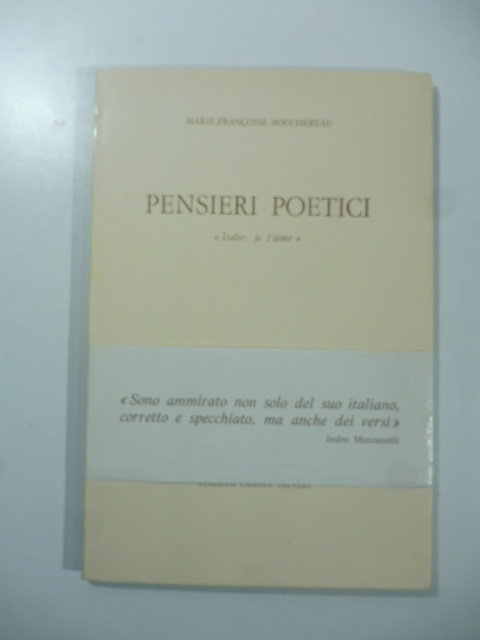 MARIE-FRANÇOISE BOUCHEREAU
PENSIERI POETICI
« Italie: je t'aime »
« Sono ammirato non solo del suo italiano,
corretto e specchiato, ma anche dei versi »
Indro Montanelli
EDIZIONI